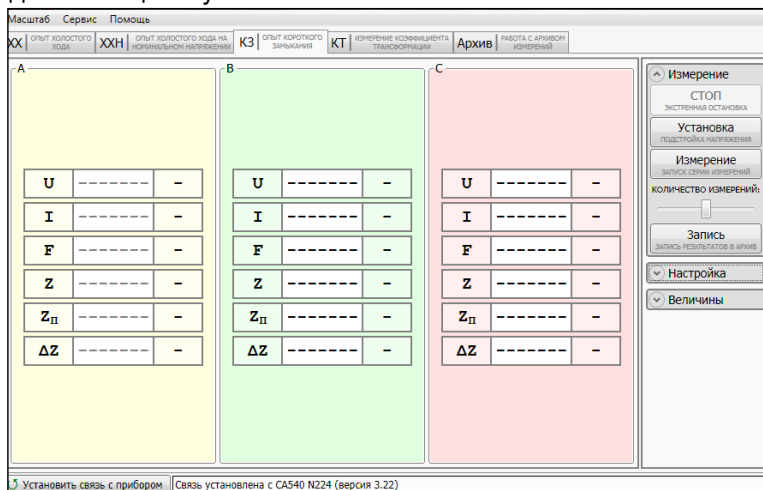 Масштаб Сервис Помощь
ХХ ОПЫТ ХОЛОСТОГО ХОДА
ХХН ОПЫТ ХОЛОСТОГО ХОДА НА НОМИНАЛЬНОМ НАПРЯЖЕНИИ
КЗ ОПЫТ КОРОТКОГО ЗАМЫКАНИЯ
КТ ИЗМЕРЕНИЕ КОЭФФИЦИЕНТА ТРАНСФОРМАЦИИ
Архив РАБОТА С АРХИВОМ ИЗМЕРЕНИЙ
A
U ------- –
I ------- –
F ------- –
Z ------- –
Zп ------- –
ΔZ ------- –
B
U ------- –
I ------- –
F ------- –
Z ------- –
Zп ------- –
ΔZ ------- –
C
U ------- –
I ------- –
F ------- –
Z ------- –
Zп ------- –
ΔZ ------- –
Измерение
СТОП
ЭКСТРЕННАЯ ОСТАНОВКА
Установка
ПОДСТРОЙКА НАПРЯЖЕНИЯ
Измерение
ЗАПУСК СЕРИИ ИЗМЕРЕНИЙ
КОЛИЧЕСТВО ИЗМЕРЕНИЙ:
Запись
ЗАПИСЬ РЕЗУЛЬТАТОВ В АРХИВ
Настройка
Величины
Установить связь с прибором
Связь установлена с СА540 N224 (версия 3.22)